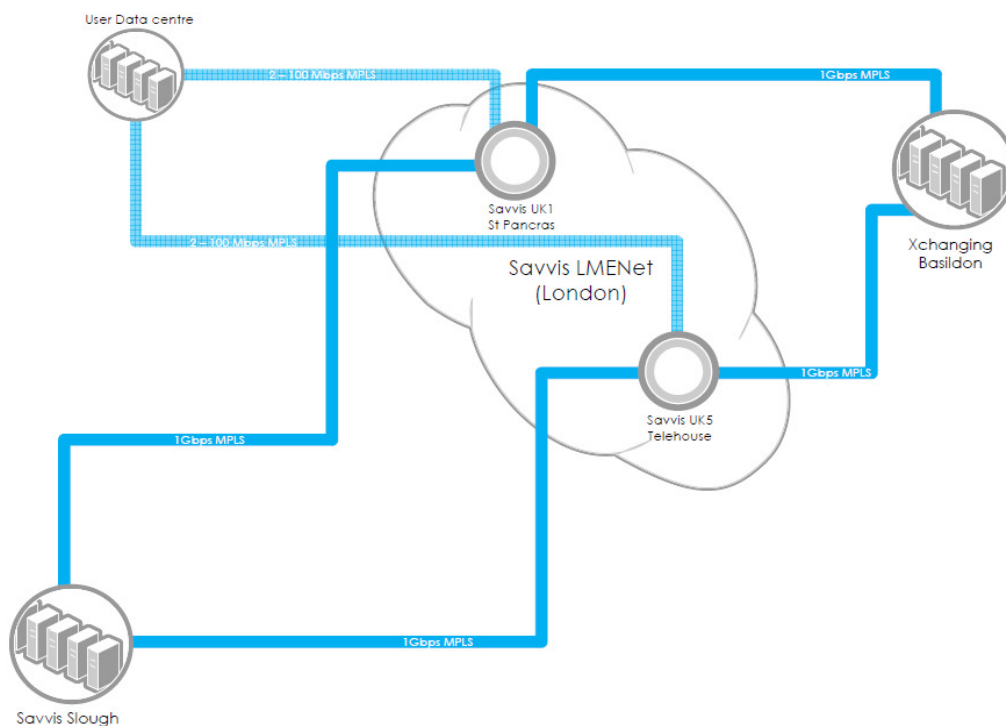 User Data centre
2 – 100 Mbps MPLS
1Gbps MPLS
Savvis UK1
St Pancras
Xchanging
Basildon
2 – 100 Mbps MPLS
Savvis LMENet
(London)
1Gbps MPLS
Savvis UK5
Telehouse
1Gbps MPLS
1Gbps MPLS
Savvis Slough